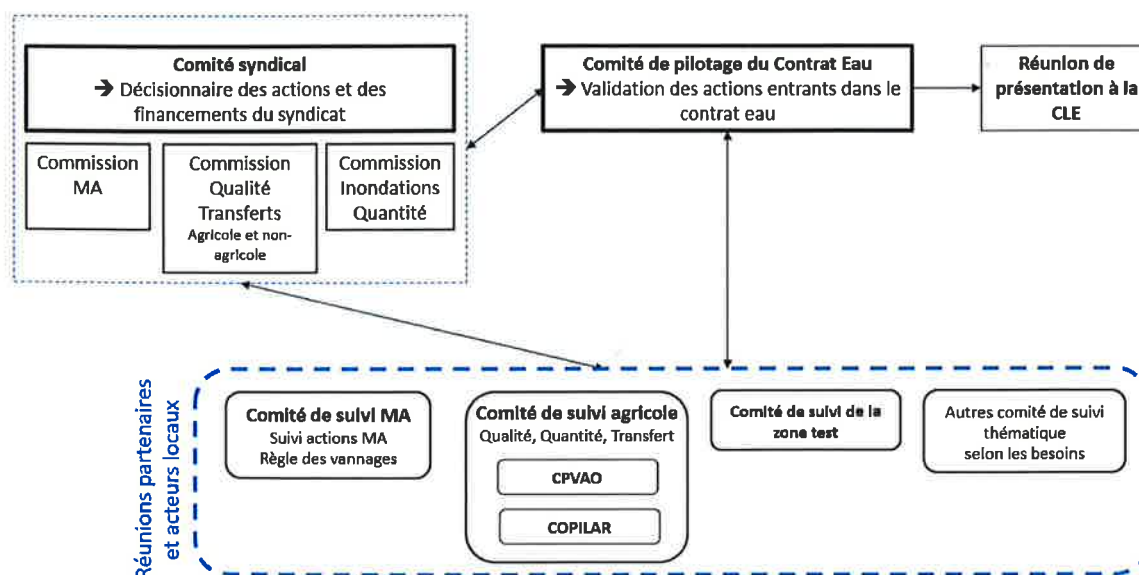 Comité syndical
➔ Décisionnaire des actions et des
financements du syndicat
Commission
MA
Commission
Qualité
Transferts
Agricole et non-
agricole
Commission
Inondations
Quantité
Comité de pilotage du Contrat Eau
➔ Validation des actions entrants dans le
contrat eau
Réunion de
présentation à la
CLE
Réunions partenaires
et acteurs locaux
Comité de suivi MA
Suivi actions MA
Règle des vannages
Comité de suivi agricole
Qualité, Quantité, Transfert
CPVAO
COPILAR
Comité de suivi de la
zone test
Autres comité de suivi
thématique
selon les besoins